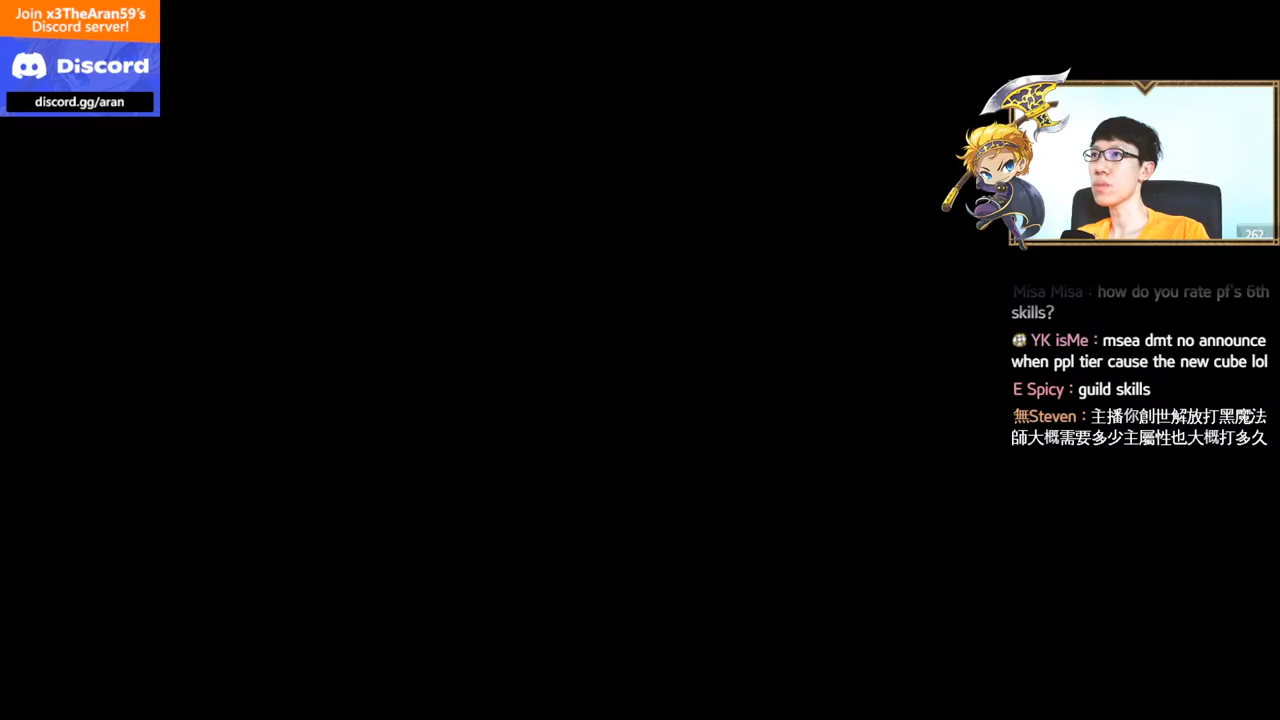 Join x3TheAran59's
Discord server!
Discord
discord.gg/aran
262
Misa Misa : how do you rate pf's 6th
skills?
YK isMe : msea dmt no announce
when ppl tier cause the new cube lol
E Spicy : guild skills
無Steven : 主播你創世解放打黑魔法
師大概需要多少主屬性也大概打多久